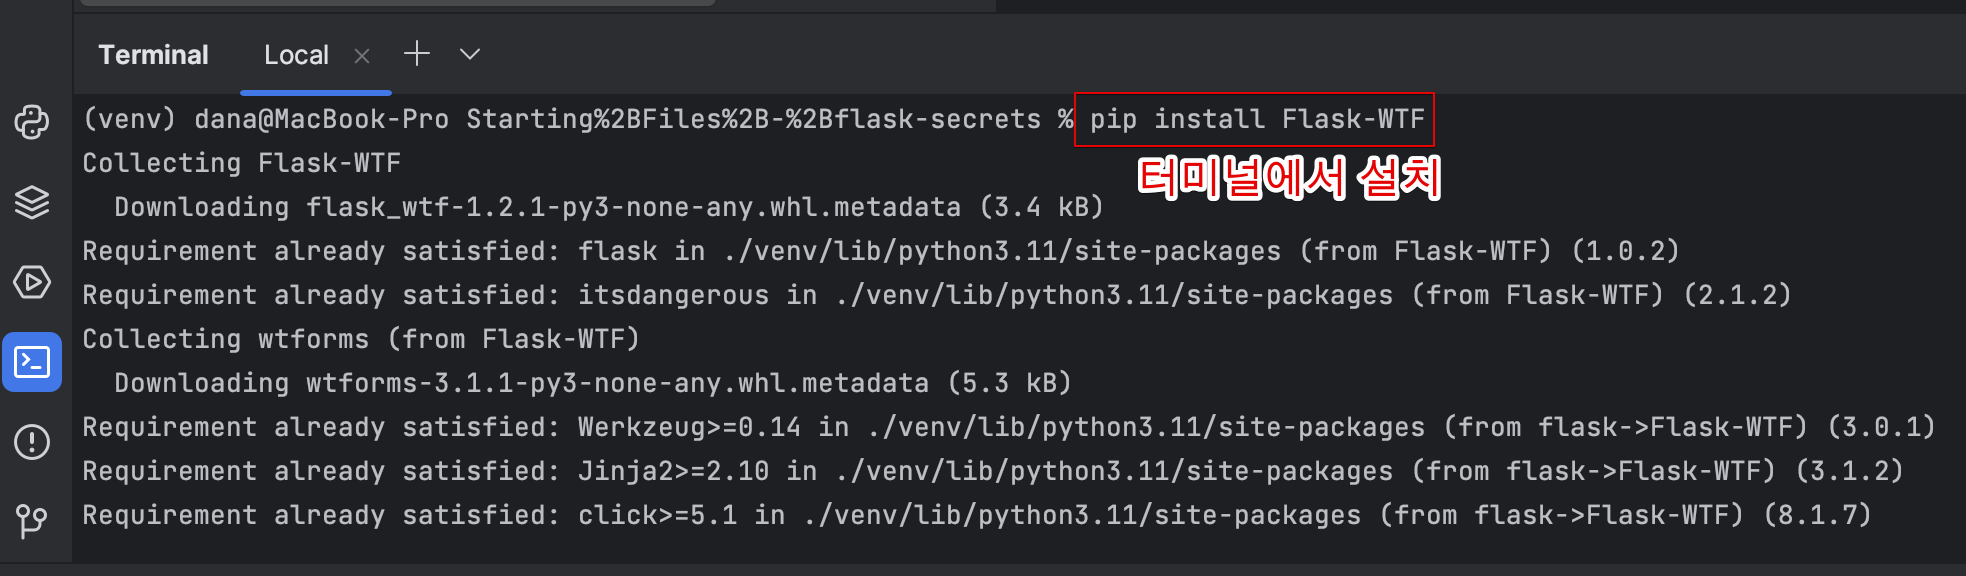 Terminal Local
(venv) dana@MacBook-Pro Starting%2BFiles%2B-%2Bflask-secrets % pip install Flask-WTF
터미널에서 설치
Collecting Flask-WTF
Downloading flask_wtf-1.2.1-py3-none-any.whl.metadata (3.4 kB)
Requirement already satisfied: flask in ./venv/lib/python3.11/site-packages (from Flask-WTF) (1.0.2)
Requirement already satisfied: itsdangerous in ./venv/lib/python3.11/site-packages (from Flask-WTF) (2.1.2)
Collecting wtforms (from Flask-WTF)
Downloading wtforms-3.1.1-py3-none-any.whl.metadata (5.3 kB)
Requirement already satisfied: Werkzeug>=0.14 in ./venv/lib/python3.11/site-packages (from flask->Flask-WTF) (3.0.1)
Requirement already satisfied: Jinja2>=2.10 in ./venv/lib/python3.11/site-packages (from flask->Flask-WTF) (3.1.2)
Requirement already satisfied: click>=5.1 in ./venv/lib/python3.11/site-packages (from flask->Flask-WTF) (8.1.7)